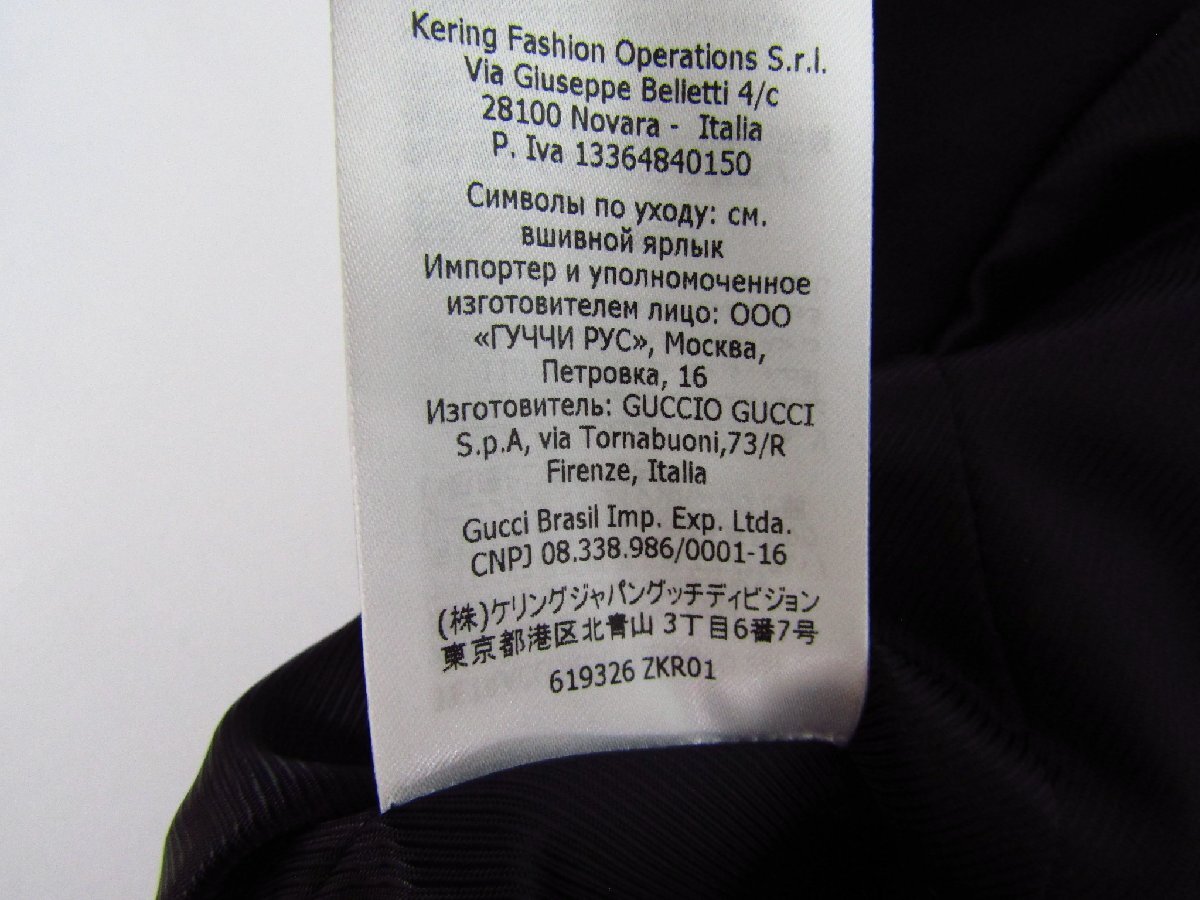 Kering Fashion Operations S.r.l.
Via Giuseppe Belletti 4/c
28100 Novara - Italia
P. Iva 13364840150
Символы по уходу: см.
вшивной ярлык
Импортер и уполномоченное
изготовителем лицо: ООО
«ГУЧЧИ РУС», Москва,
Петровка, 16
Изготовитель: GUCCIO GUCCI
S.p.A, via Tornabuoni,73/R
Firenze, Italia
Gucci Brasil Imp. Exp. Ltda.
CNPJ 08.338.986/0001-16
(株)ケリングジャパングッチディビジョン
東京都港区北青山 3丁目6番7号
619326 ZKR01